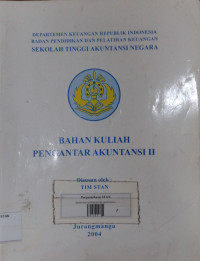 DEPARTEMEN KEUANGAN REPUBLIK INDONESIA
BADAN PENDIDIKAN DAN PELATIHAN KEUANGAN
SEKOLAH TINGGI AKUNTANSI NEGARA
BAHAN KULIAH
PENGANTAR AKUNTANSI II
Disusun oleh :
TIM STAN
Jurangmangu
2004